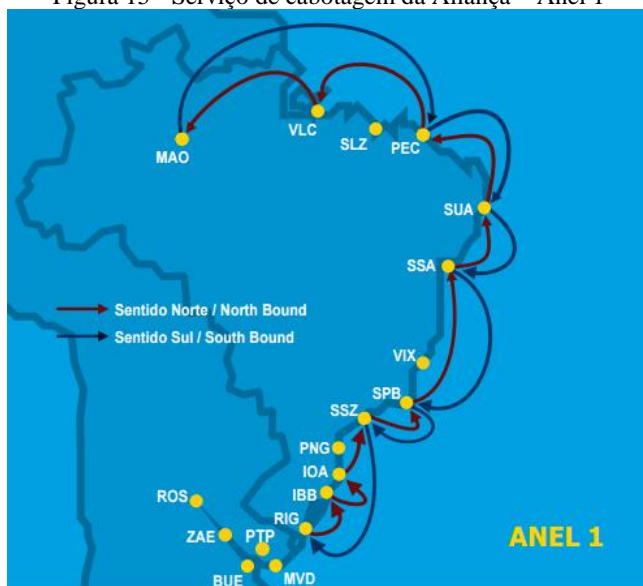 Figura 15 - Serviço de cabotagem da Aliança – Anel 1
VLC
SLZ
PEC
MAO
SUA
SSA
Sentido Norte / North Bound
Sentido Sul / South Bound
VIX
SPB
SSZ
PNG
IOA
IBB
ROS
RIG
ZAE
PTP
ANEL 1
BUE
MVD